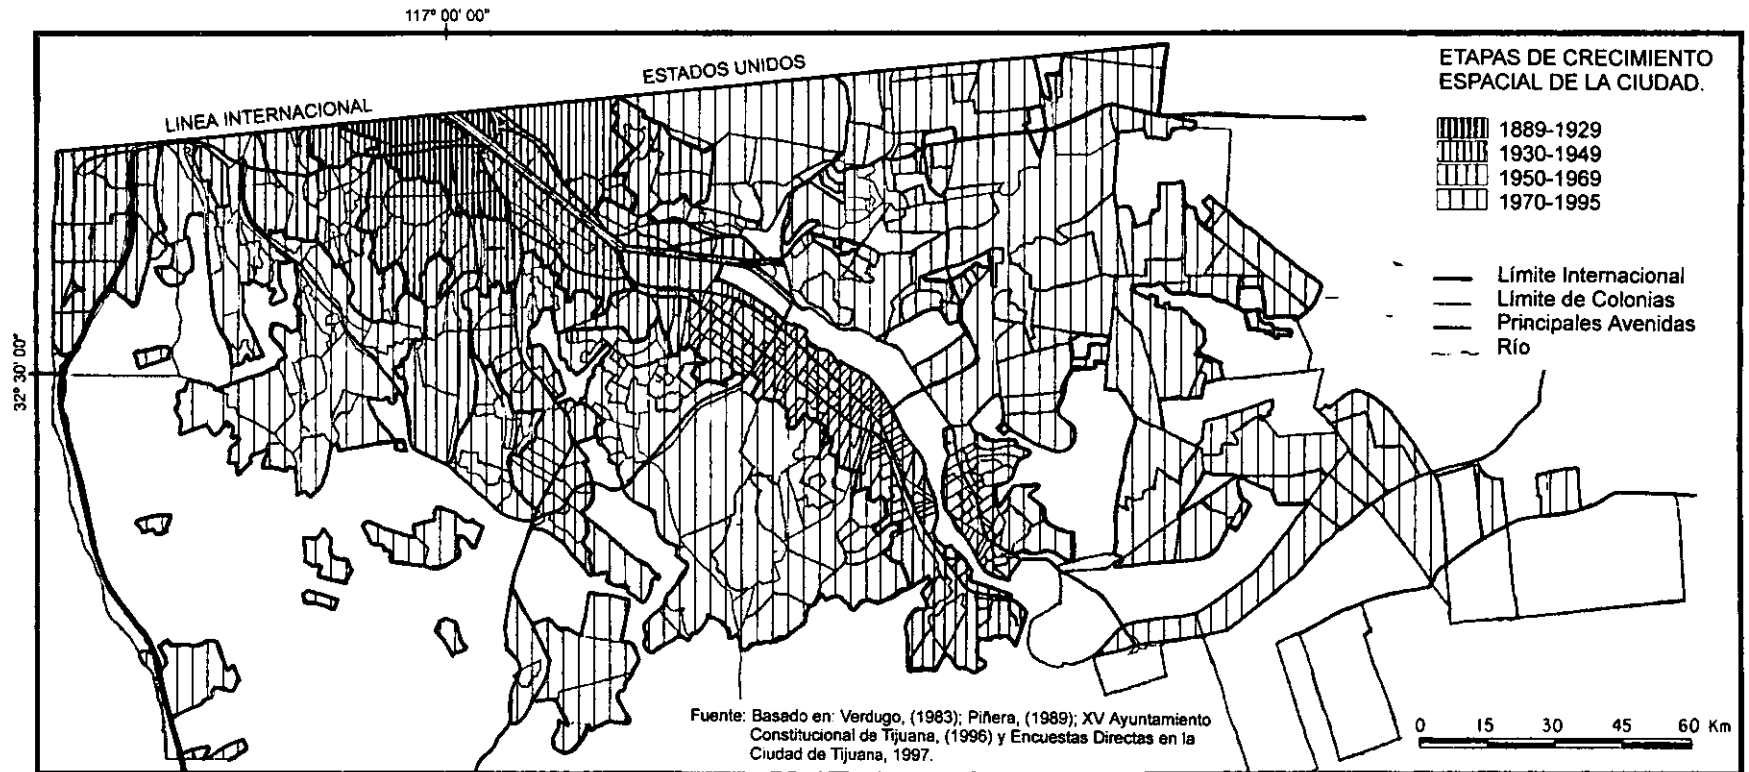 117° 00' 00"
ESTADOS UNIDOS
LINEA INTERNACIONAL
ETAPAS DE CRECIMIENTO
ESPACIAL DE LA CIUDAD.
1889-1929
1930-1949
1950-1969
1970-1995
Límite Internacional
Límite de Colonias
Principales Avenidas
Río
32° 30' 00"
Fuente: Basado en: Verdugo, (1983); Piñera, (1989); XV Ayuntamiento
Constitucional de Tijuana, (1996) y Encuestas Directas en la
Ciudad de Tijuana, 1997.
0 15 30 45 60 Km